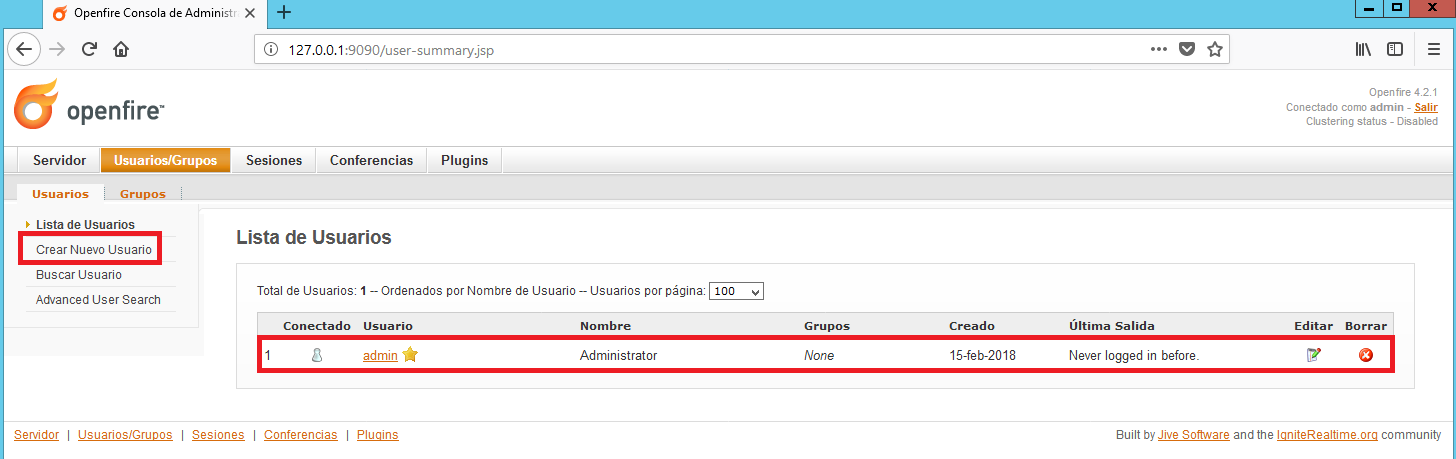 Openfire Consola de Administra
127.0.0.1:9090/user-summary.jsp
openfire™
Openfire 4.2.1
Conectado como admin - Salir
Clustering status - Disabled
Servidor Usuarios/Grupos Sesiones Conferencias Plugins
Usuarios Grupos
Lista de Usuarios
Crear Nuevo Usuario
Buscar Usuario
Advanced User Search
Lista de Usuarios
Total de Usuarios: 1 -- Ordenados por Nombre de Usuario -- Usuarios por página: 100
Conectado Usuario Nombre Grupos Creado Última Salida Editar Borrar
1 admin Administrator None 15-feb-2018 Never logged in before.
Servidor | Usuarios/Grupos | Sesiones | Conferencias | Plugins
Built by Jive Software and the IgniteRealtime.org community